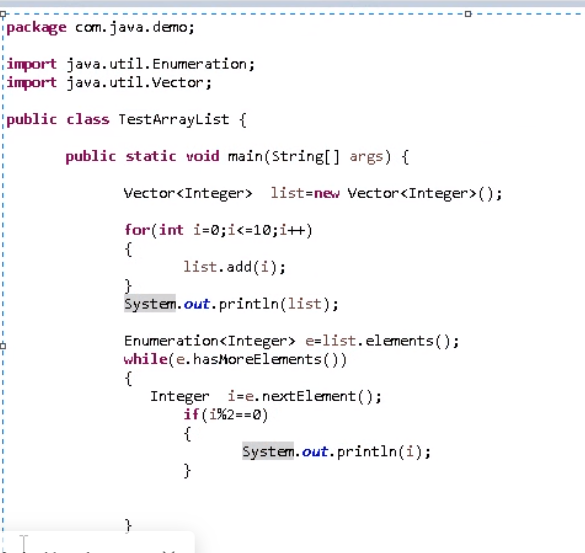 package com.java.demo;
import java.util.Enumeration;
import java.util.Vector;
public class TestArrayList {
public static void main(String[] args) {
Vector<Integer>  list=new Vector<Integer>();
for(int i=0;i<=10;i++)
{
list.add(i);
}
System.out.println(list);
Enumeration<Integer> e=list.elements();
while(e.hasMoreElements())
{
Integer  i=e.nextElement();
if(i%2==0)
{
System.out.println(i);
}
}